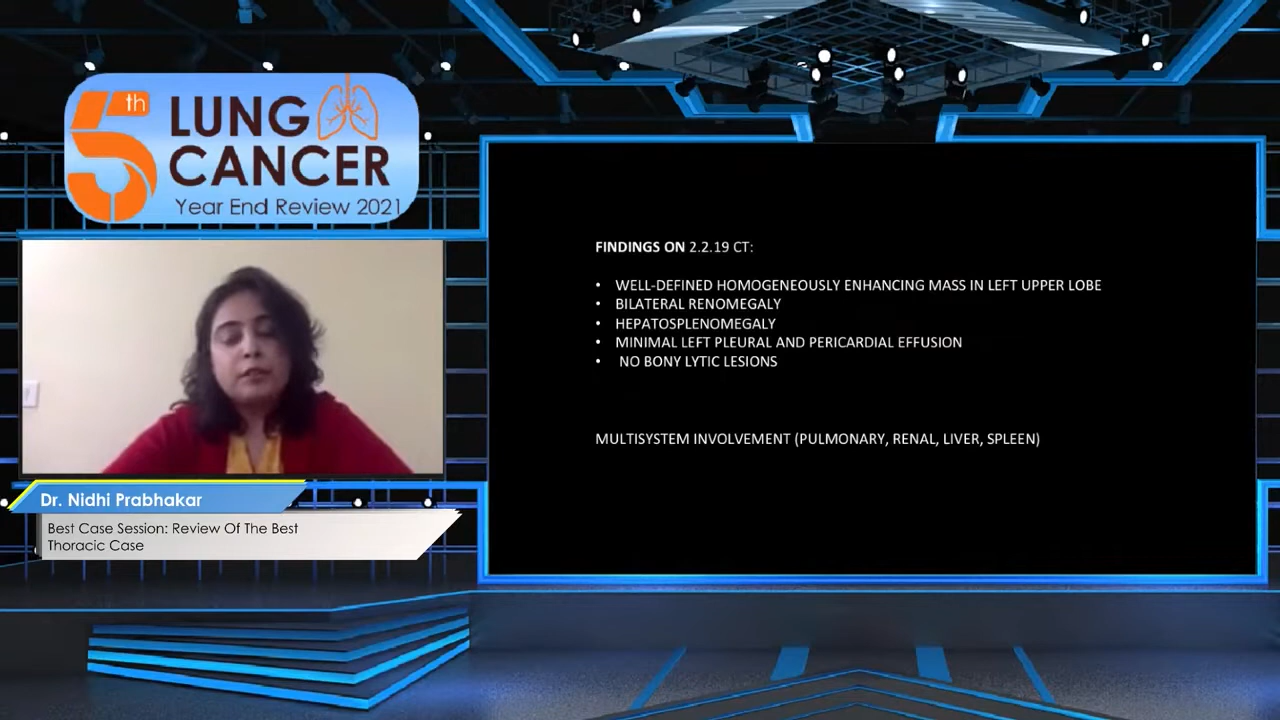 5th
LUNG
CANCER
Year End Review 2021
FINDINGS ON 2.2.19 CT:
• WELL-DEFINED HOMOGENEOUSLY ENHANCING MASS IN LEFT UPPER LOBE
• BILATERAL RENOMEGALY
• HEPATOSPLENOMEGALY
• MINIMAL LEFT PLEURAL AND PERICARDIAL EFFUSION
• NO BONY LYTIC LESIONS
MULTISYSTEM INVOLVEMENT (PULMONARY, RENAL, LIVER, SPLEEN)
Dr. Nidhi Prabhakar
Best Case Session: Review Of The Best
Thoracic Case